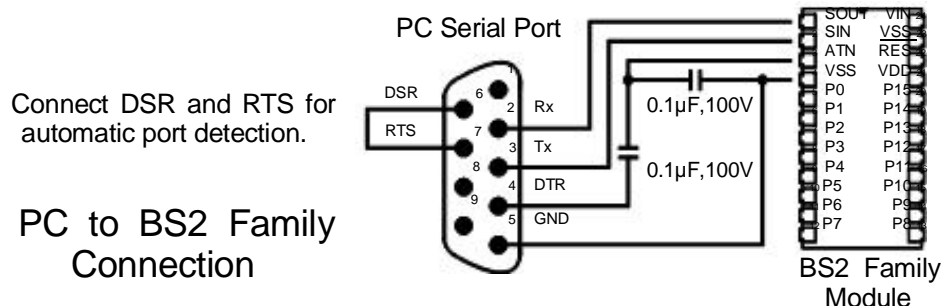 PC Serial Port
Connect DSR and RTS for
automatic port detection.
PC to BS2 Family
Connection
DSR
RTS
1
6
2
7
3
8
4
9
5
Rx
Tx
DTR
GND
0.1µF,100V
0.1µF,100V
SOUT VIN
SIN VSS
ATN RES
VSS VDD
P0 P15
P1 P14
P2 P13
P3 P12
P4 P11
P5 P10
P6 P9
P7 P8
BS2 Family
Module